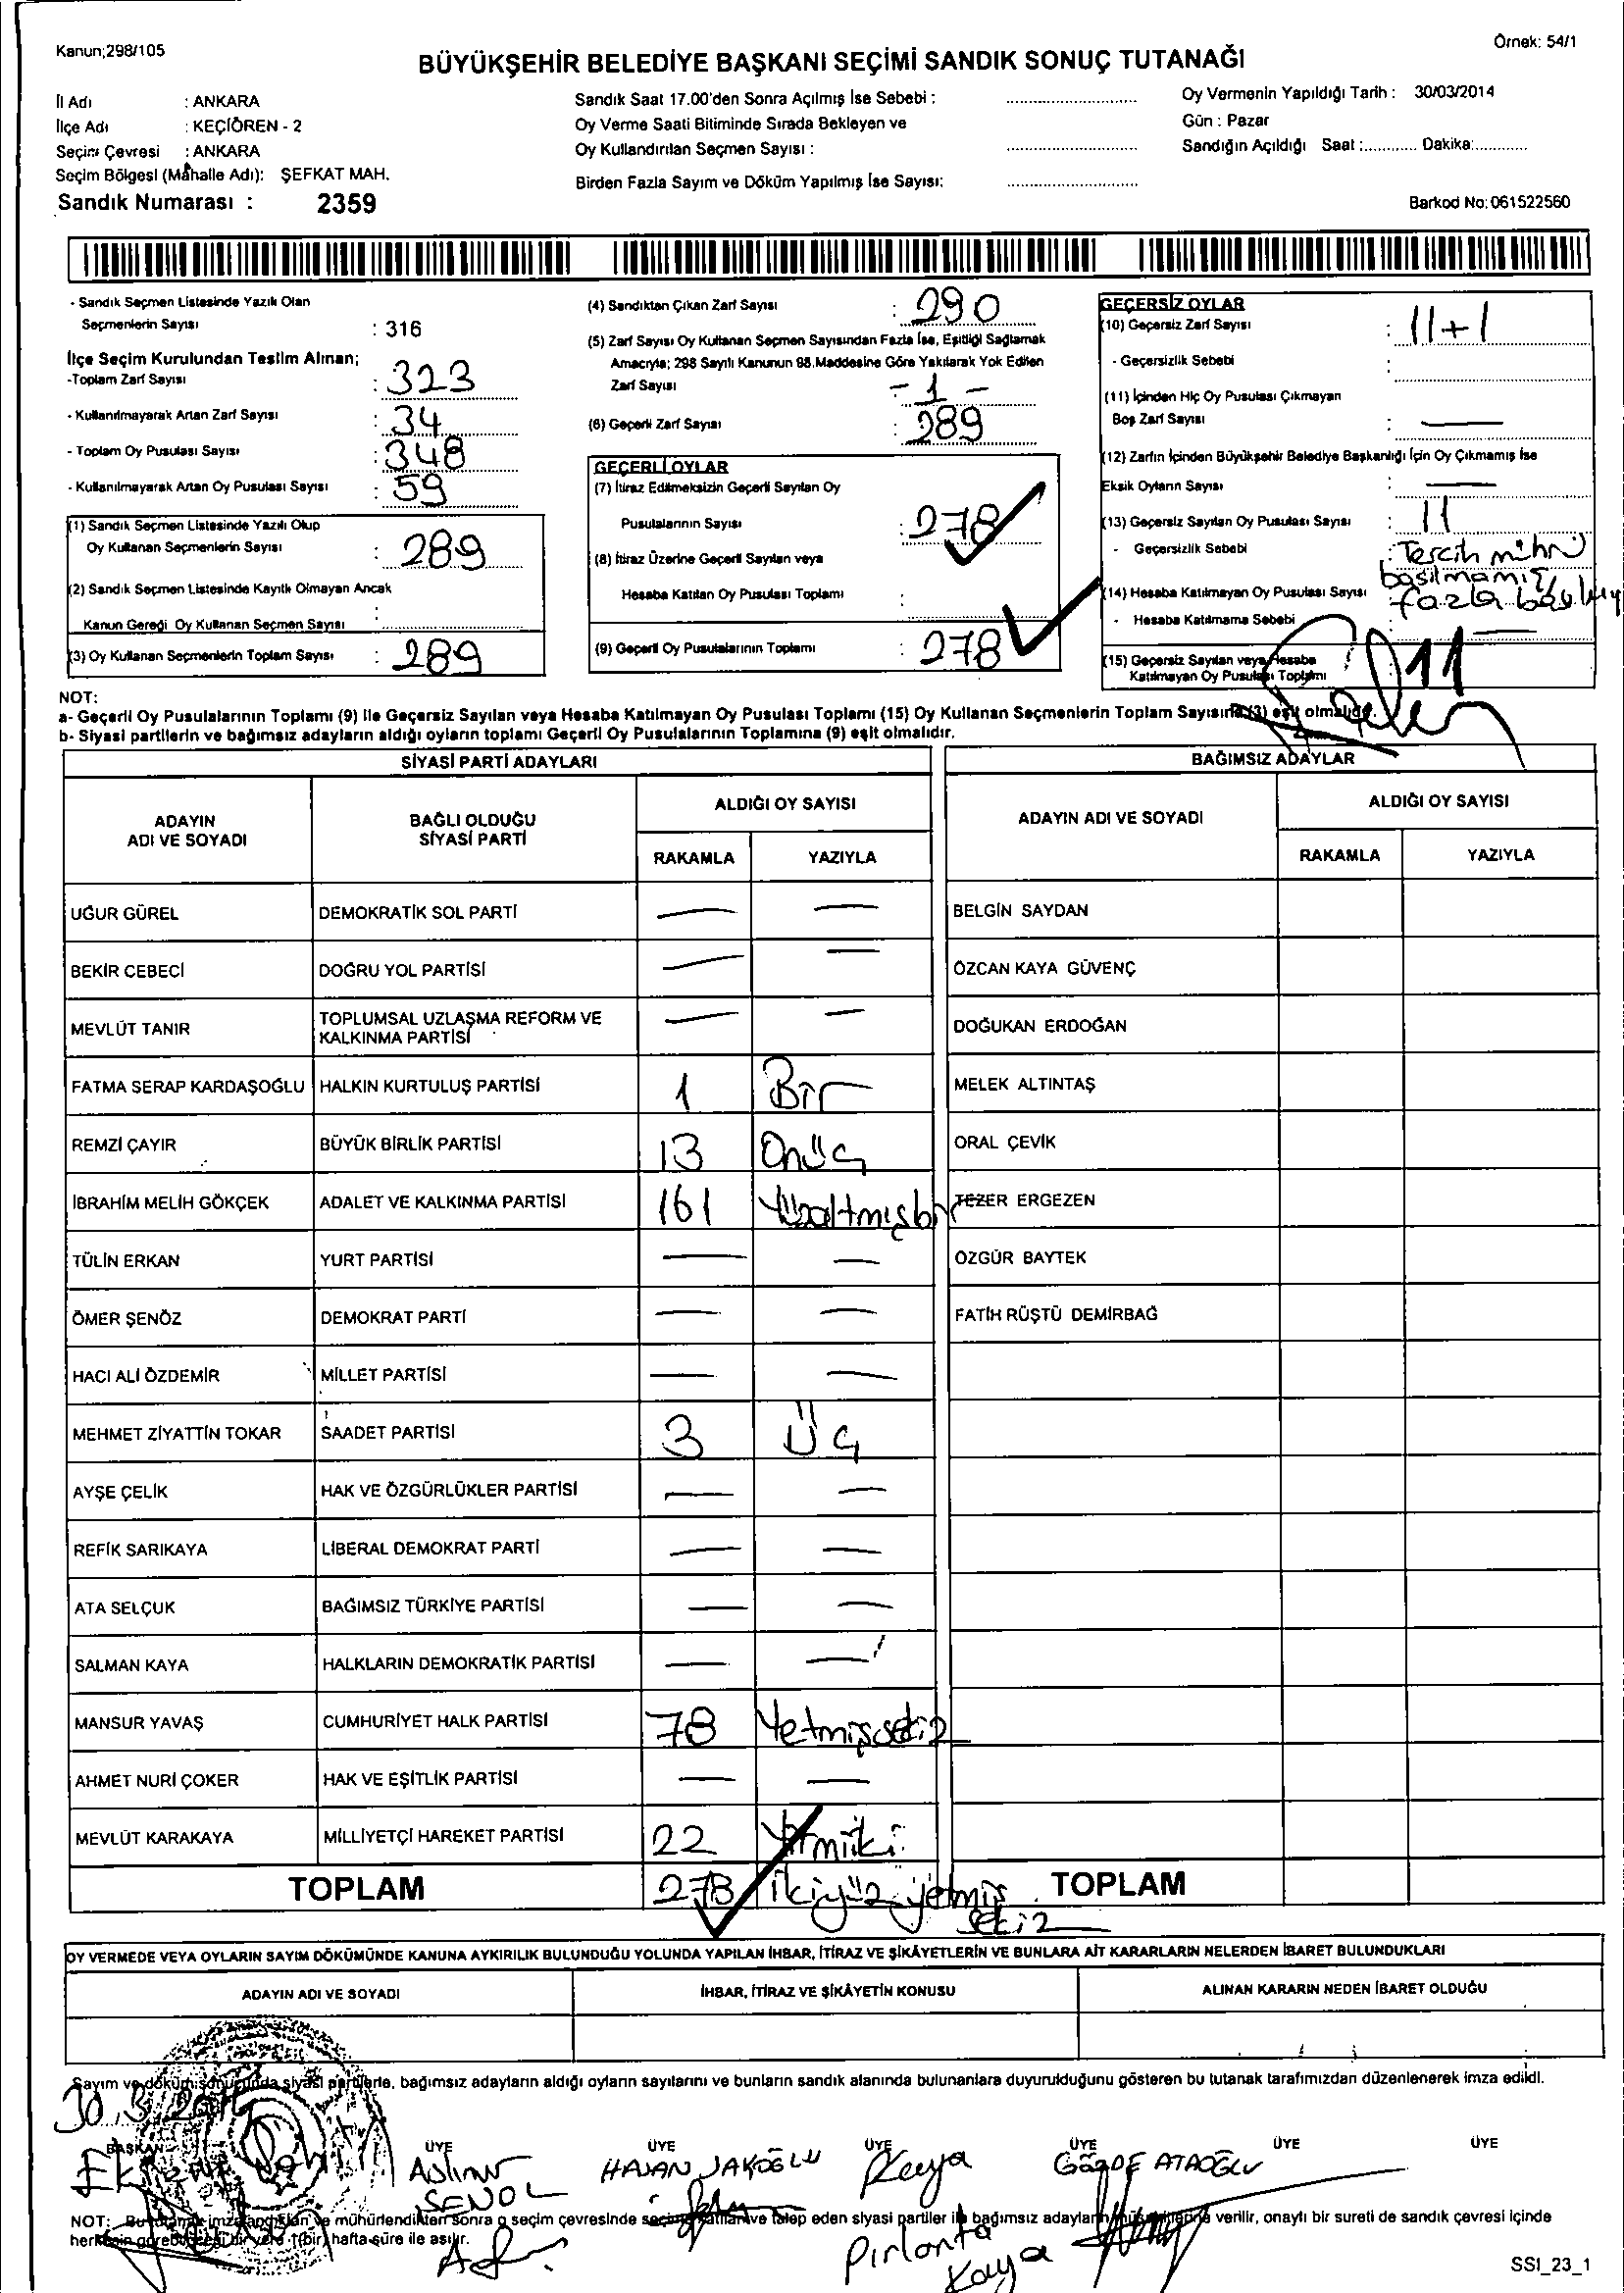 Kanun;298/105
Örnek: 54/1
BÜYÜKŞEHİR BELEDİYE BAŞKANI SEÇİMİ SANDIK SONUÇ TUTANAĞI
İl Adı : ANKARA
İlçe Adı : KEÇİÖREN - 2
Seçim Çevresi : ANKARA
Seçim Bölgesi (Mahalle Adı): ŞEFKAT MAH.
Sandık Numarası : 2359
Sandık Saat 17.00'den Sonra Açılmış İse Sebebi :
Oy Verme Saati Bitiminde Sırada Bekleyen ve
Oy Kullandırılan Seçmen Sayısı :
Birden Fazla Sayım ve Döküm Yapılmış İse Sayısı:
Oy Vermenin Yapıldığı Tarih : 30/03/2014
Gün : Pazar
Sandığın Açıldığı Saat :............ Dakika:...........
Barkod No: 061522560
- Sandık Seçmen Listesinde Yazılı Olan
Seçmenlerin Sayısı : 316
İlçe Seçim Kurulundan Teslim Alınan;
-Toplam Zarf Sayısı : 323
- Kullanılmayarak Artan Zarf Sayısı : 34
- Toplam Oy Pusulası Sayısı : 348
- Kullanılmayarak Artan Oy Pusulası Sayısı : 59
(1) Sandık Seçmen Listesinde Yazılı Olup
Oy Kullanan Seçmenlerin Sayısı : 289
(2) Sandık Seçmen Listesinde Kayıtlı Olmayan Ancak
Kanun Gereği Oy Kullanan Seçmen Sayısı :
(3) Oy Kullanan Seçmenlerin Toplam Sayısı : 289
(4) Sandıktan Çıkan Zarf Sayısı : 290
(5) Zarf Sayısı Oy Kullanan Seçmen Sayısından Fazla İse, Eşitliği Sağlamak
Amacıyla; 298 Sayılı Kanunun 98.Maddesine Göre Yakılarak Yok Edilen
Zarf Sayısı : - 1 -
(6) Geçerli Zarf Sayısı : 289
GEÇERLİ OYLAR
(7) İtiraz Edilmeksizin Geçerli Sayılan Oy
Pusulalarının Sayısı : 278
(8) İtiraz Üzerine Geçerli Sayılan veya
Hesaba Katılan Oy Pusulası Toplamı :
(9) Geçerli Oy Pusulalarının Toplamı : 278
GEÇERSİZ OYLAR
(10) Geçersiz Zarf Sayısı : 11+1
- Geçersizlik Sebebi :
(11) İçinden Hiç Oy Pusulası Çıkmayan
Boş Zarf Sayısı : —
(12) Zarfın İçinden Büyükşehir Belediye Başkanlığı İçin Oy Çıkmamış İse
Eksik Oyların Sayısı : —
(13) Geçersiz Sayılan Oy Pusulası Sayısı : 11
- Geçersizlik Sebebi : Tercih mührü
basılmamış
(14) Hesaba Katılmayan Oy Pusulası Sayısı : fazla
- Hesaba Katılmama Sebebi : —
(15) Geçersiz Sayılan veya Hesaba
Katılmayan Oy Pusulası Toplamı 11
NOT:
a- Geçerli Oy Pusulalarının Toplamı (9) ile Geçersiz Sayılan veya Hesaba Katılmayan Oy Pusulası Toplamı (15) Oy Kullanan Seçmenlerin Toplam Sayısına (3) eşit olmalıdır.
b- Siyasi partilerin ve bağımsız adayların aldığı oyların toplamı Geçerli Oy Pusulalarının Toplamına (9) eşit olmalıdır.
SİYASİ PARTİ ADAYLARI
ADAYIN
ADI VE SOYADI
BAĞLI OLDUĞU
SİYASİ PARTİ
ALDIĞI OY SAYISI
RAKAMLA YAZIYLA
UĞUR GÜREL DEMOKRATİK SOL PARTİ — —
BEKİR CEBECİ DOĞRU YOL PARTİSİ — —
MEVLÜT TANIR TOPLUMSAL UZLAŞMA REFORM VE
KALKINMA PARTİSİ — —
FATMA SERAP KARDAŞOĞLU HALKIN KURTULUŞ PARTİSİ 1 Bir
REMZİ ÇAYIR BÜYÜK BİRLİK PARTİSİ 13 Onüç
İBRAHİM MELİH GÖKÇEK ADALET VE KALKINMA PARTİSİ 161 Yüzaltmışbir
TÜLİN ERKAN YURT PARTİSİ — —
ÖMER ŞENÖZ DEMOKRAT PARTİ — —
HACI ALİ ÖZDEMİR MİLLET PARTİSİ — —
MEHMET ZİYATTİN TOKAR SAADET PARTİSİ 3 Üç
AYŞE ÇELİK HAK VE ÖZGÜRLÜKLER PARTİSİ — —
REFİK SARIKAYA LİBERAL DEMOKRAT PARTİ — —
ATA SELÇUK BAĞIMSIZ TÜRKİYE PARTİSİ — —
SALMAN KAYA HALKLARIN DEMOKRATİK PARTİSİ — —
MANSUR YAVAŞ CUMHURİYET HALK PARTİSİ 78 Yetmişsekiz
AHMET NURİ ÇOKER HAK VE EŞİTLİK PARTİSİ — —
MEVLÜT KARAKAYA MİLLİYETÇİ HAREKET PARTİSİ 22 Yirmiiki
TOPLAM 278 İkiyüz yetmiş
sekiz
BAĞIMSIZ ADAYLAR
ADAYIN ADI VE SOYADI
ALDIĞI OY SAYISI
RAKAMLA YAZIYLA
BELGİN SAYDAN
ÖZCAN KAYA GÜVENÇ
DOĞUKAN ERDOĞAN
MELEK ALTINTAŞ
ORAL ÇEVİK
TEZER ERGEZEN
ÖZGÜR BAYTEK
FATİH RÜŞTÜ DEMİRBAĞ
TOPLAM
OY VERMEDE VEYA OYLARIN SAYIM DÖKÜMÜNDE KANUNA AYKIRILIK BULUNDUĞU YOLUNDA YAPILAN İHBAR, İTİRAZ VE ŞİKÂYETLERİN VE BUNLARA AİT KARARLARIN NELERDEN İBARET BULUNDUKLARI
ADAYIN ADI VE SOYADI
İHBAR, İTİRAZ VE ŞİKÂYETİN KONUSU
ALINAN KARARIN NEDEN İBARET OLDUĞU
Sayım ve döküm sonucunda siyasi partilerle, bağımsız adayların aldığı oyların sayılarını ve bunların sandık alanında bulunanlara duyurulduğunu gösteren bu tutanak tarafımızdan düzenlenerek imza edildi.
30.3.2014
BAŞKAN ÜYE ÜYE ÜYE ÜYE ÜYE ÜYE
Aslıhan
ŞENOL
HASAN
Kaya
ATAOĞLU
NOT: Bu tutanak imzalandıktan ve mühürlendikten sonra o seçim çevresinde seçime katılan ve talep eden siyasi partiler ile bağımsız adayların müşahitlerine verilir, onaylı bir sureti de sandık çevresi içinde
herkesin görebileceği bir yere 1(bir) hafta süre ile asılır.
Pırlanta
Kaya
SSI_23_1